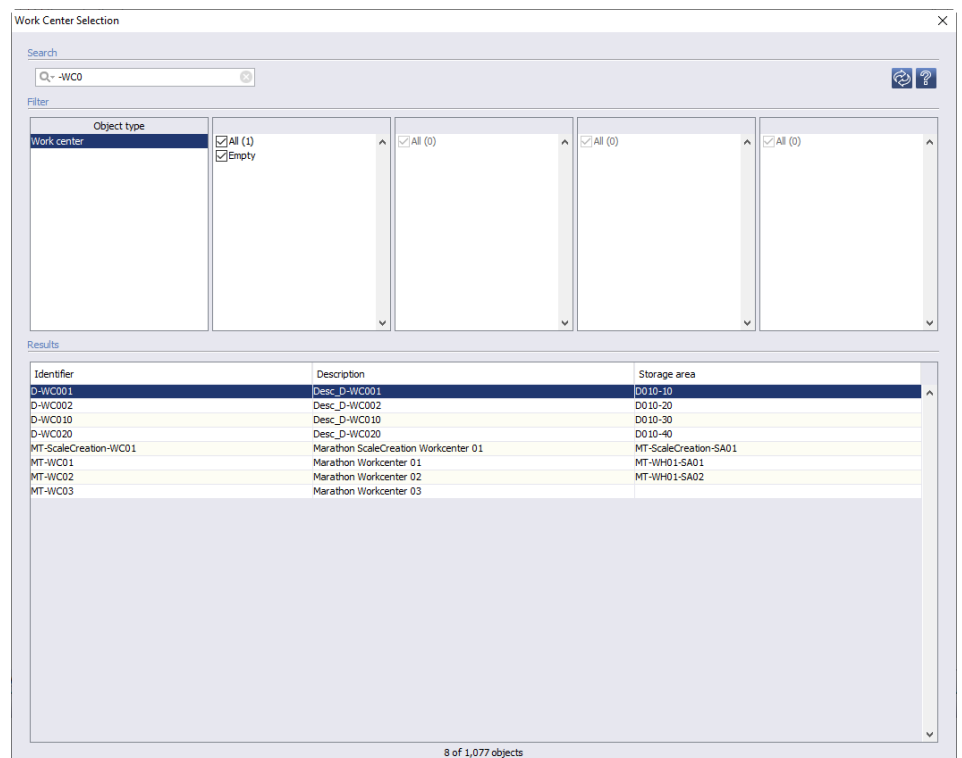 Work Center Selection
Search
-WC0
Filter
Object type
Work center
All (1)
Empty
All (0)
All (0)
All (0)
Results
Identifier Description Storage area
D-WC001 Desc_D-WC001 D010-10
D-WC002 Desc_D-WC002 D010-20
D-WC010 Desc_D-WC010 D010-30
D-WC020 Desc_D-WC020 D010-40
MT-ScaleCreation-WC01 Marathon ScaleCreation Workcenter 01 MT-ScaleCreation-SA01
MT-WC01 Marathon Workcenter 01 MT-WH01-SA01
MT-WC02 Marathon Workcenter 02 MT-WH01-SA02
MT-WC03 Marathon Workcenter 03
8 of 1,077 objects